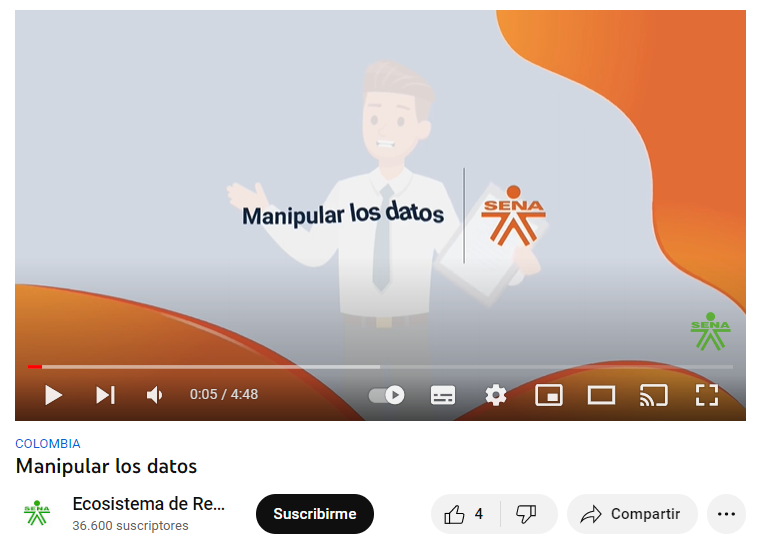 Manipular los datos
SENA
SENA
0:05 / 4:48
COLOMBIA
Manipular los datos
SENA
Ecosistema de Re...
36.600 suscriptores
Suscribirme
4
Compartir